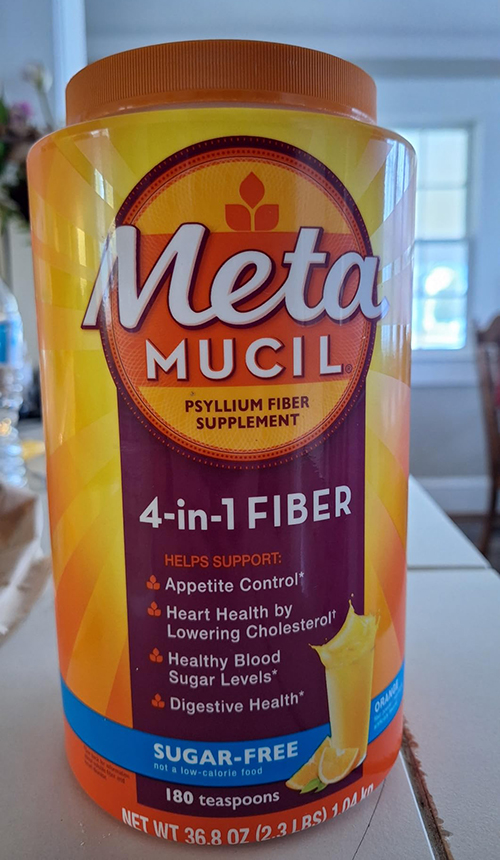 Meta
MUCIL®
PSYLLIUM FIBER
SUPPLEMENT
4-in-1 FIBER
HELPS SUPPORT:
Appetite Control*
Heart Health by
Lowering Cholesterol†
Healthy Blood
Sugar Levels*
Digestive Health*
ORANGE
SUGAR-FREE
not a low-calorie food
180 teaspoons
NET WT 36.8 OZ (2.3 LBS) 1.04 kg